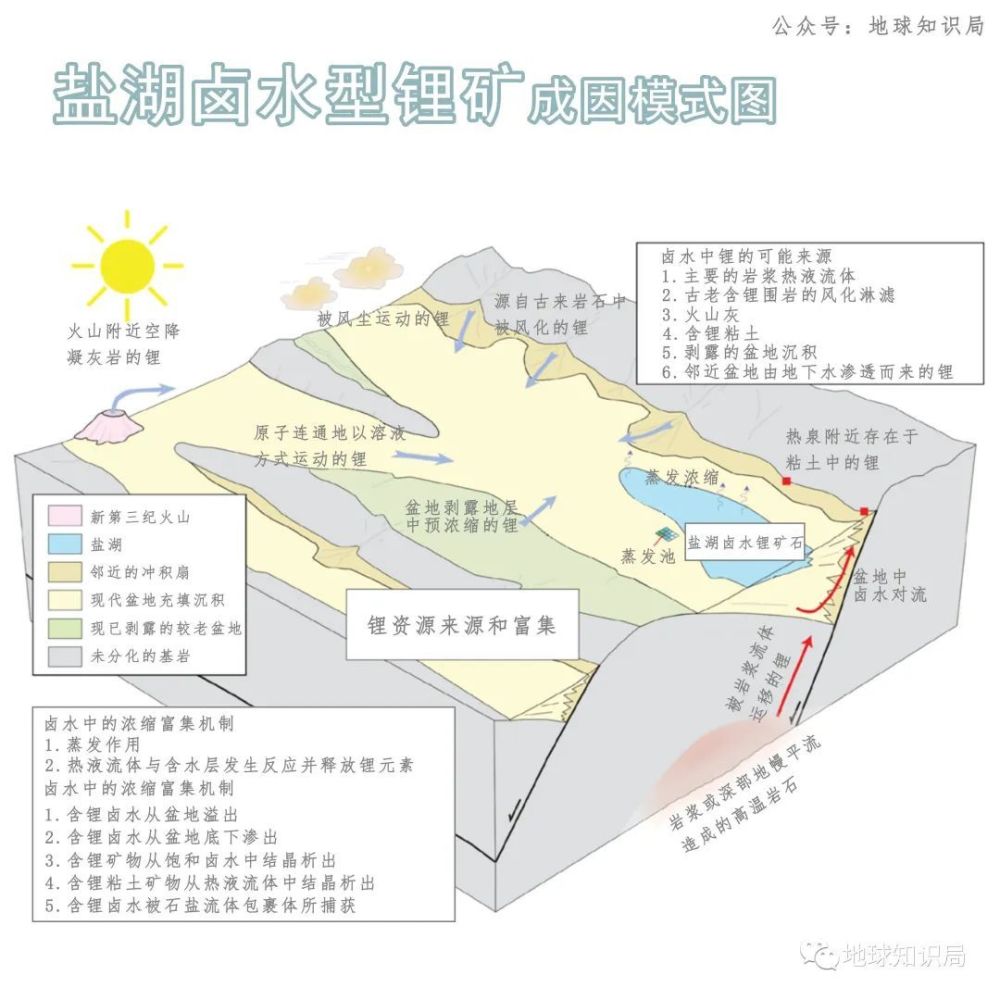 公众号：地球知识局
盐湖卤水型锂矿成因模式图
火山附近空降
凝灰岩的锂
被风尘运动的锂
源自古来岩石中
被风化的锂
卤水中锂的可能来源
1.主要的岩浆热液流体
2.古老含锂围岩的风化淋滤
3.火山灰
4.含锂粘土
5.剥露的盆地沉积
6.邻近盆地由地下水渗透而来的锂
原子连通地以溶液
方式运动的锂
热泉附近存在于
粘土中的锂
蒸发浓缩
盆地剥露地层
中预浓缩的锂
蒸发池
盐湖卤水锂矿石
盆地中
卤水对流
新第三纪火山
盐湖
邻近的冲积扇
现代盆地充填沉积
现已剥露的较老盆地
未分化的基岩
锂资源来源和富集
被岩浆流体
运移的锂
岩浆或深部地幔平流
造成的高温岩石
卤水中的浓缩富集机制
1.蒸发作用
2.热液流体与含水层发生反应并释放锂元素
卤水中的浓缩富集机制
1.含锂卤水从盆地溢出
2.含锂卤水从盆地底下渗出
3.含锂矿物从饱和卤水中结晶析出
4.含锂粘土矿物从热液流体中结晶析出
5.含锂卤水被石盐流体包裹体所捕获
地球知识局